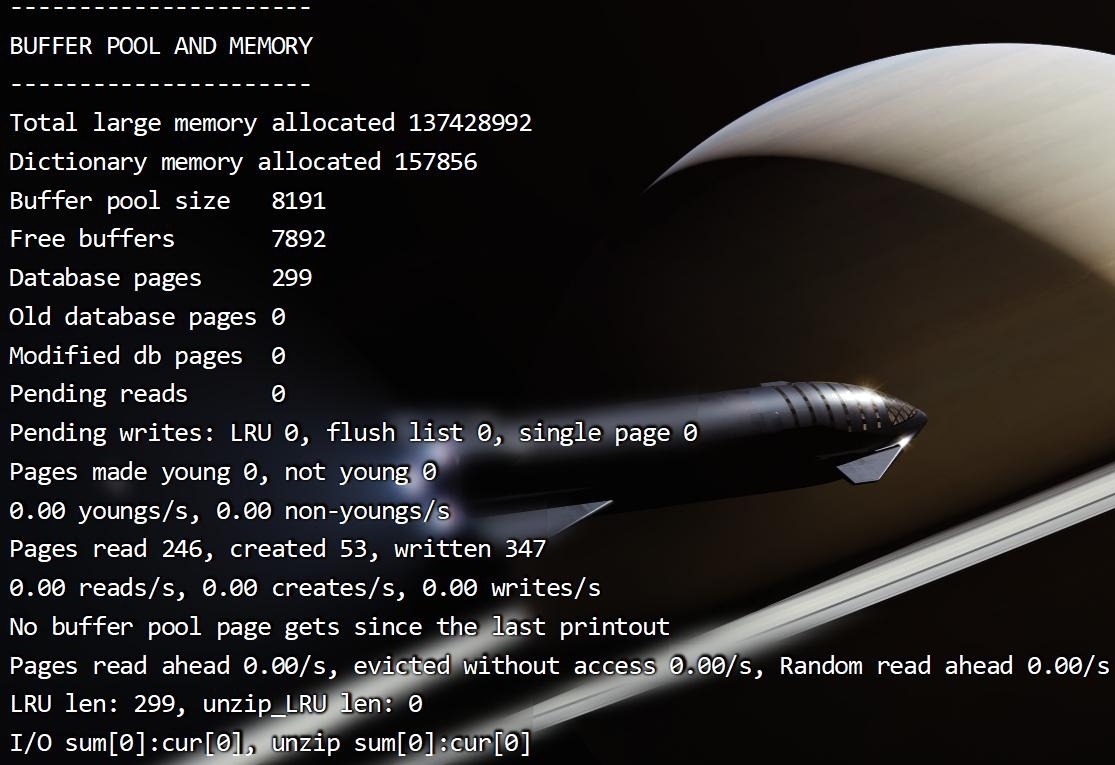 ----------------------
BUFFER POOL AND MEMORY
----------------------
Total large memory allocated 137428992
Dictionary memory allocated 157856
Buffer pool size   8191
Free buffers       7892
Database pages     299
Old database pages 0
Modified db pages  0
Pending reads      0
Pending writes: LRU 0, flush list 0, single page 0
Pages made young 0, not young 0
0.00 youngs/s, 0.00 non-youngs/s
Pages read 246, created 53, written 347
0.00 reads/s, 0.00 creates/s, 0.00 writes/s
No buffer pool page gets since the last printout
Pages read ahead 0.00/s, evicted without access 0.00/s, Random read ahead 0.00/s
LRU len: 299, unzip_LRU len: 0
I/O sum[0]:cur[0], unzip sum[0]:cur[0]